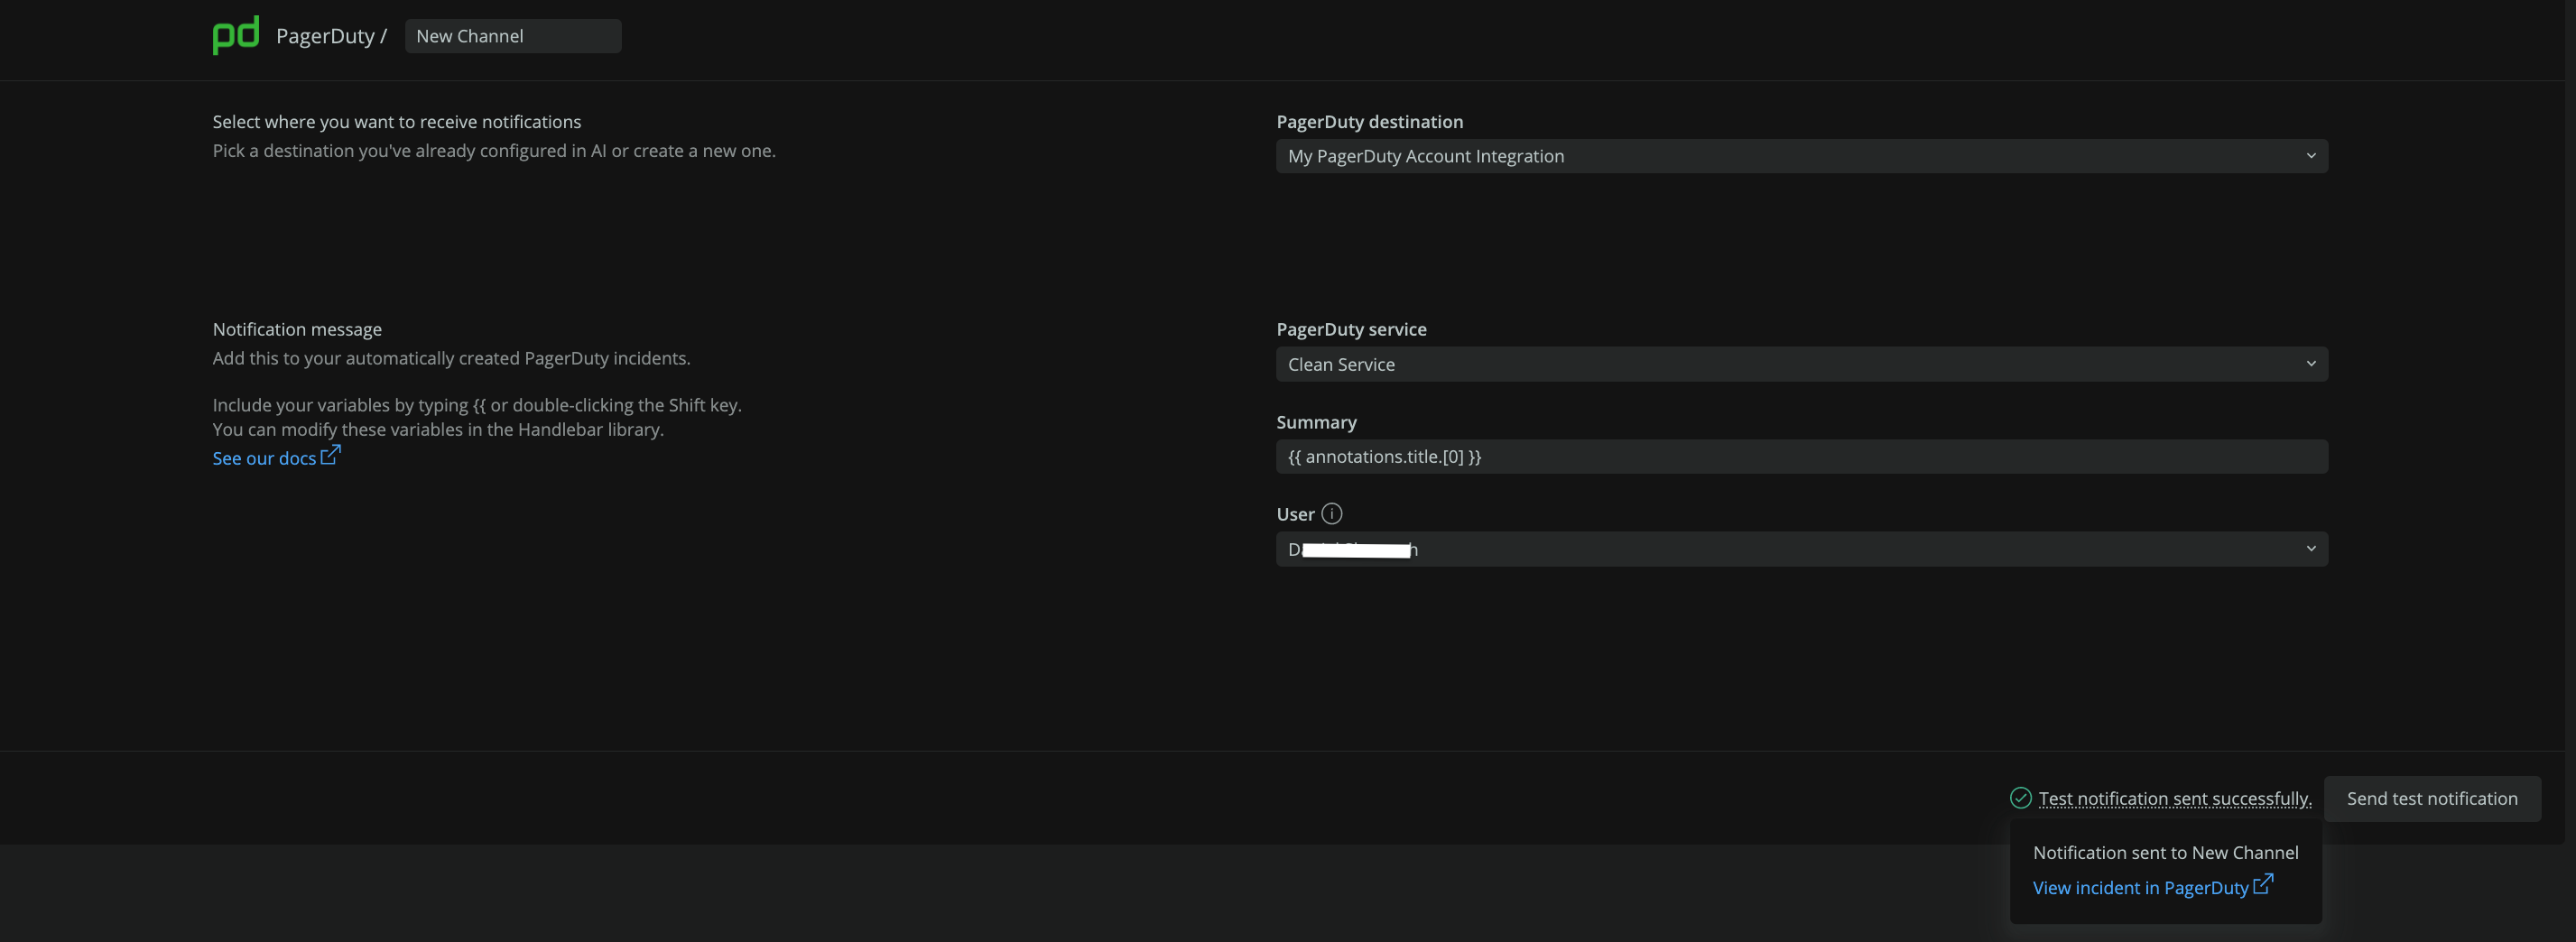 pd PagerDuty / New Channel
Select where you want to receive notifications
Pick a destination you've already configured in AI or create a new one.
PagerDuty destination
My PagerDuty Account Integration
Notification message
Add this to your automatically created PagerDuty incidents.
Include your variables by typing {{ or double-clicking the Shift key.
You can modify these variables in the Handlebar library.
See our docs
PagerDuty service
Clean Service
Summary
{{ annotations.title.[0] }}
User
Test notification sent successfully.
Send test notification
Notification sent to New Channel
View incident in PagerDuty